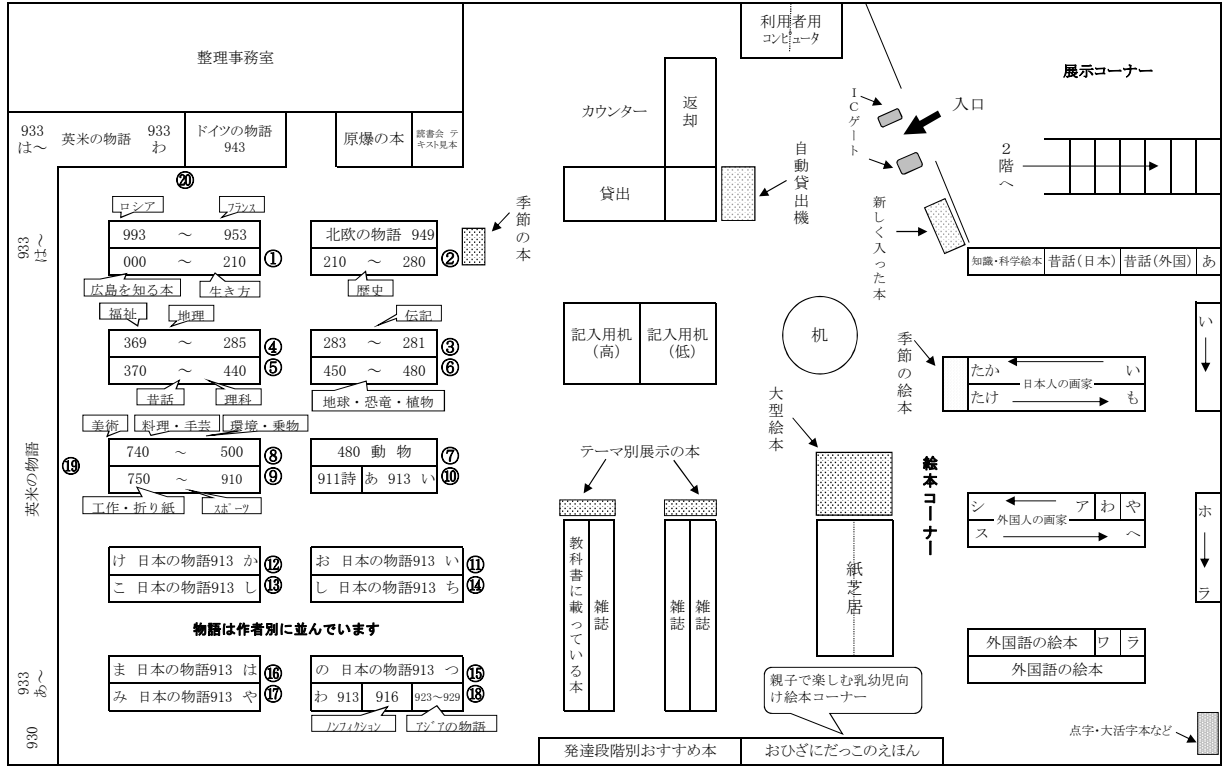 整理事務室
利用者用
コンピュータ
展示コーナー
カウンター
返却
ICゲート
入口
933
は～
英米の物語
933
わ
ドイツの物語
943
原爆の本
読書会 テ
キスト見本
自動貸出機
2階へ
貸出
⑳
ロシア
フランス
季節の本
新しく入った本
993 ～ 953
000 ～ 210
①
北欧の物語 949
210 ～ 280
②
933
は～
広島を知る本
生き方
歴史
知識・科学絵本
昔話(日本)
昔話(外国)
あ
福祉
地理
伝記
369 ～ 285
④
370 ～ 440
⑤
283 ～ 281
③
450 ～ 480
⑥
昔話
理科
地球・恐竜・植物
記入用机
(高)
記入用机
(低)
机
季節の絵本
い
たか い
日本人の画家
たけ も
大型絵本
美術
料理・手芸
環境・乗物
740 ～ 500
⑧
750 ～ 910
⑨
480 動 物
⑦
911詩
あ 913 い
⑩
⑲
英米の物語
工作・折り紙
スポーツ
テーマ別展示の本
絵本コーナー
シ ア
わ
や
外国人の画家
ス へ
ホ
ラ
け 日本の物語913 か
⑫
こ 日本の物語913 し
⑬
お 日本の物語913 い
⑪
し 日本の物語913 ち
⑭
教科書に載っている本
雑誌
雑誌
雑誌
紙芝居
物語は作者別に並んでいます
外国語の絵本
ワ
ラ
外国語の絵本
ま 日本の物語913 は
⑯
み 日本の物語913 や
⑰
の 日本の物語913 つ
⑮
わ 913
916
923～929
⑱
ノンフィクション
アジアの物語
933
あ～
930
親子で楽しむ乳幼児向
け絵本コーナー
点字・大活字本など
発達段階別おすすめ本
おひざにだっこのえほん